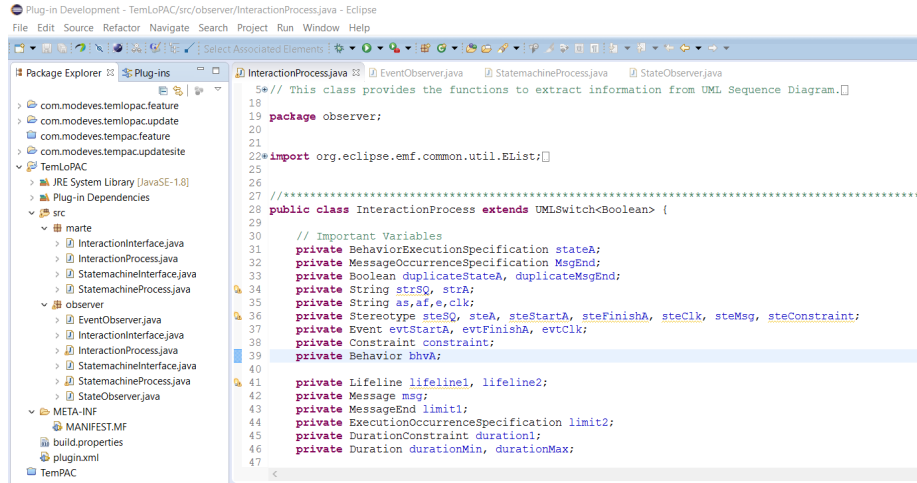 Plug-in Development - TemLoPAC/src/observer/InteractionProcess.java - Eclipse
File Edit Source Refactor Navigate Search Project Run Window Help
Select Associated Elements
Package Explorer Plug-ins
com.modeves.temlopac.feature
com.modeves.temlopac.update
com.modeves.tempac.feature
com.modeves.tempac.updatesite
TemLoPAC
JRE System Library [JavaSE-1.8]
Plug-in Dependencies
src
marte
InteractionInterface.java
InteractionProcess.java
StatemachineInterface.java
StatemachineProcess.java
observer
EventObserver.java
InteractionInterface.java
InteractionProcess.java
StatemachineInterface.java
StatemachineProcess.java
StateObserver.java
META-INF
MANIFEST.MF
build.properties
plugin.xml
TemPAC
InteractionProcess.java EventObserver.java StatemachineProcess.java StateObserver.java
5 // This class provides the functions to extract information from UML Sequence Diagram.
18
19 package observer;
20
21
22 import org.eclipse.emf.common.util.EList;
25
26
27 //************************************************************************************************
28 public class InteractionProcess extends UMLSwitch<Boolean> {
29
30 // Important Variables
31 private BehaviorExecutionSpecification stateA;
32 private MessageOccurrenceSpecification MsgEnd;
33 private Boolean duplicateStateA, duplicateMsgEnd;
34 private String strSQ, strA;
35 private String as,af,e,clk;
36 private Stereotype steSQ, steA, steStartA, steFinishA, steClk, steMsg, steConstraint;
37 private Event evtStartA, evtFinishA, evtClk;
38 private Constraint constraint;
39 private Behavior bhvA;
40
41 private Lifeline lifeline1, lifeline2;
42 private Message msg;
43 private MessageEnd limit1;
44 private ExecutionOccurrenceSpecification limit2;
45 private DurationConstraint duration1;
46 private Duration durationMin, durationMax;
47